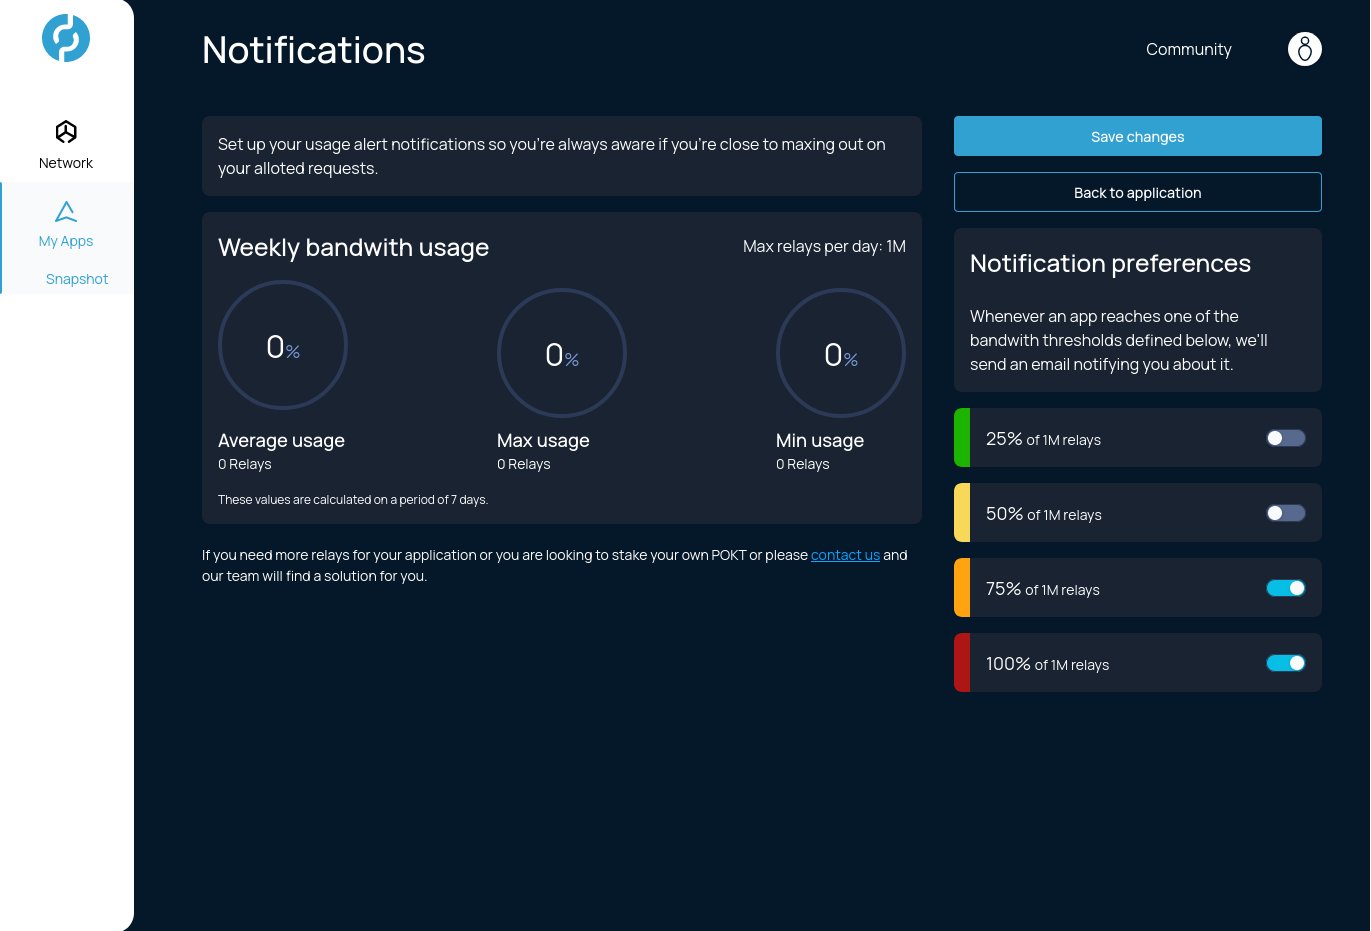 Notifications
Community
Network
My Apps
Snapshot
Set up your usage alert notifications so you're always aware if you're close to maxing out on
your alloted requests.
Weekly bandwith usage
Max relays per day: 1M
0%
0%
0%
Average usage
0 Relays
Max usage
0 Relays
Min usage
0 Relays
These values are calculated on a period of 7 days.
If you need more relays for your application or you are looking to stake your own POKT or please contact us and
our team will find a solution for you.
Save changes
Back to application
Notification preferences
Whenever an app reaches one of the
bandwith thresholds defined below, we'll
send an email notifying you about it.
25% of 1M relays
50% of 1M relays
75% of 1M relays
100% of 1M relays